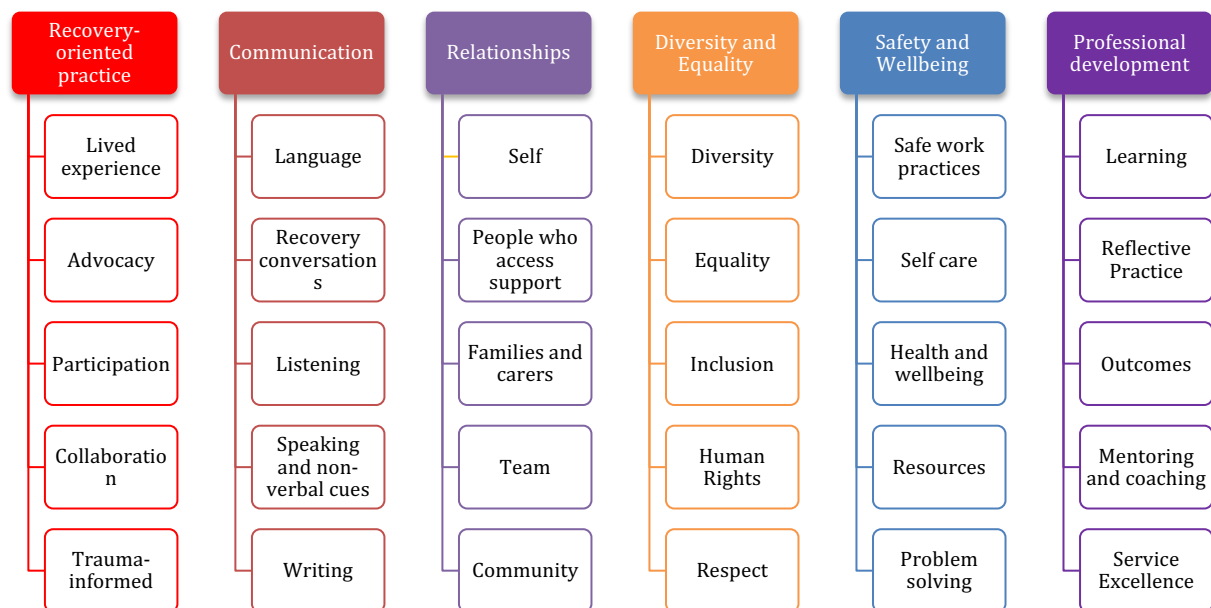 Recovery-
oriented
practice
Lived
experience
Advocacy
Participation
Collaboratio
n
Trauma-
informed
Communication
Language
Recovery
conversation
s
Listening
Speaking
and non-
verbal cues
Writing
Relationships
Self
People who
access
support
Families and
carers
Team
Community
Diversity and
Equality
Diversity
Equality
Inclusion
Human
Rights
Respect
Safety and
Wellbeing
Safe work
practices
Self care
Health and
wellbeing
Resources
Problem
solving
Professional
development
Learning
Reflective
Practice
Outcomes
Mentoring
and coaching
Service
Excellence